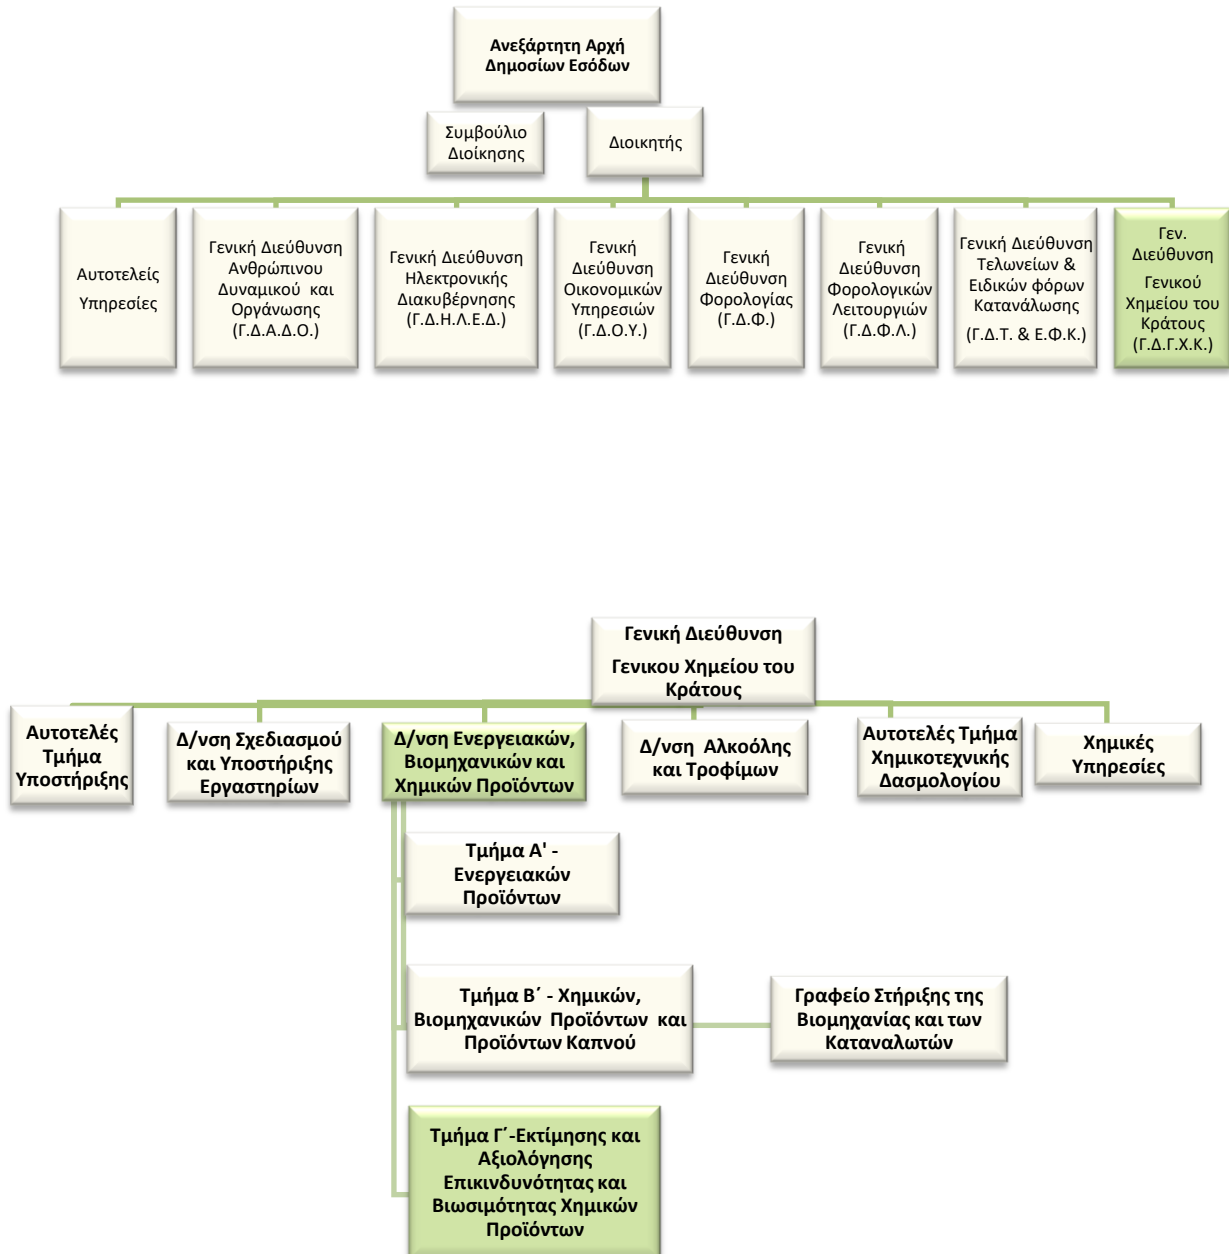 Ανεξάρτητη Αρχή
Δημοσίων Εσόδων
Συμβούλιο
Διοίκησης
Διοικητής
Αυτοτελείς
Υπηρεσίες
Γενική Διεύθυνση
Ανθρώπινου
Δυναμικού και
Οργάνωσης
(Γ.Δ.Α.Δ.Ο.)
Γενική Διεύθυνση
Ηλεκτρονικής
Διακυβέρνησης
(Γ.Δ.Η.Λ.Ε.Δ.)
Γενική
Διεύθυνση
Οικονομικών
Υπηρεσιών
(Γ.Δ.Ο.Υ.)
Γενική
Διεύθυνση
Φορολογίας
(Γ.Δ.Φ.)
Γενική
Διεύθυνση
Φορολογικών
Λειτουργιών
(Γ.Δ.Φ.Λ.)
Γενική Διεύθυνση
Τελωνείων &
Ειδικών φόρων
Κατανάλωσης
(Γ.Δ.Τ. & Ε.Φ.Κ.)
Γεν.
Διεύθυνση
Γενικού
Χημείου του
Κράτους
(Γ.Δ.Γ.Χ.Κ.)
Γενική Διεύθυνση
Γενικου Χημείου του
Κράτους
Αυτοτελές
Τμήμα
Υποστήριξης
Δ/νση Σχεδιασμού
και Υποστήριξης
Εργαστηρίων
Δ/νση Ενεργειακών,
Βιομηχανικών και
Χημικών Προϊόντων
Δ/νση Αλκοόλης
και Τροφίμων
Αυτοτελές Τμήμα
Χημικοτεχνικής
Δασμολογίου
Χημικές
Υπηρεσίες
Τμήμα Α' -
Ενεργειακών
Προϊόντων
Τμήμα Β΄ - Χημικών,
Βιομηχανικών Προϊόντων και
Προϊόντων Καπνού
Γραφείο Στήριξης της
Βιομηχανίας και των
Καταναλωτών
Τμήμα Γ΄-Εκτίμησης και
Αξιολόγησης
Επικινδυνότητας και
Βιωσιμότητας Χημικών
Προϊόντων